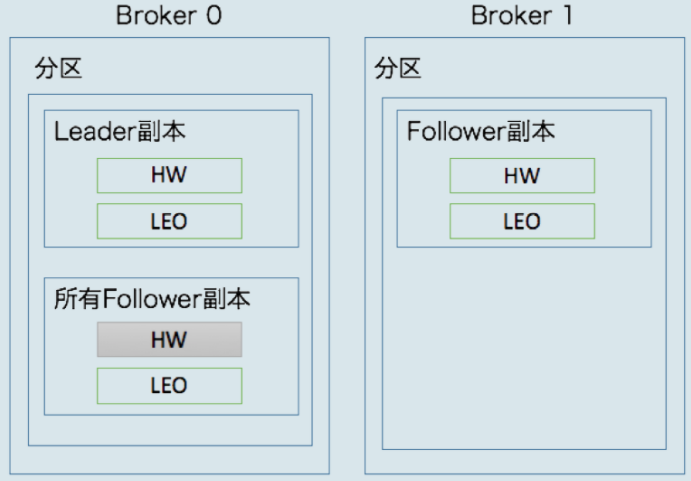 Broker 0
分区
Leader副本
HW
LEO
所有Follower副本
HW
LEO
Broker 1
分区
Follower副本
HW
LEO